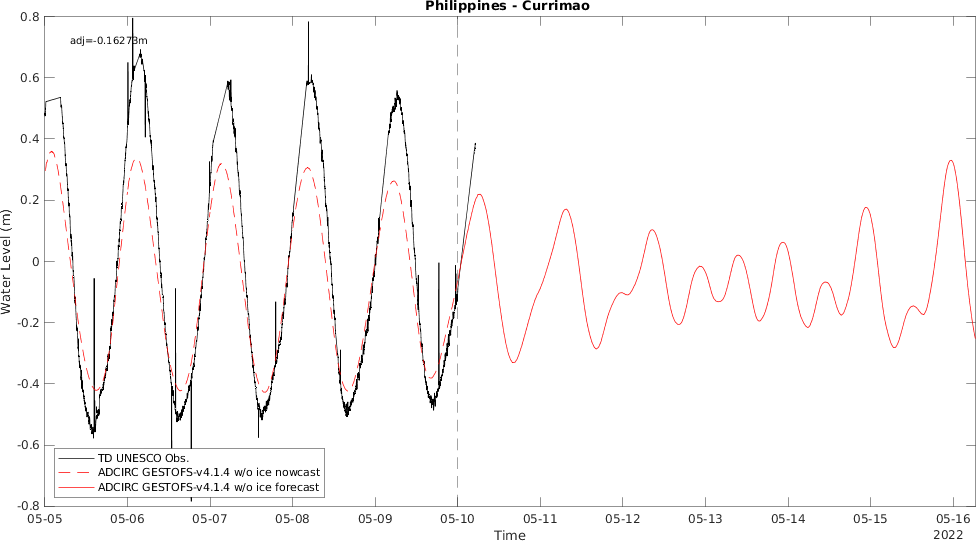 Philippines - Currimao
0.8
adj=-0.16273m
0.6
0.4
0.2
0
-0.2
-0.4
-0.6
-0.8
Water Level (m)
TD UNESCO Obs.
ADCIRC GESTOFS-v4.1.4 w/o ice nowcast
ADCIRC GESTOFS-v4.1.4 w/o ice forecast
05-05 05-06 05-07 05-08 05-09 05-10 05-11 05-12 05-13 05-14 05-15 05-16
Time
2022